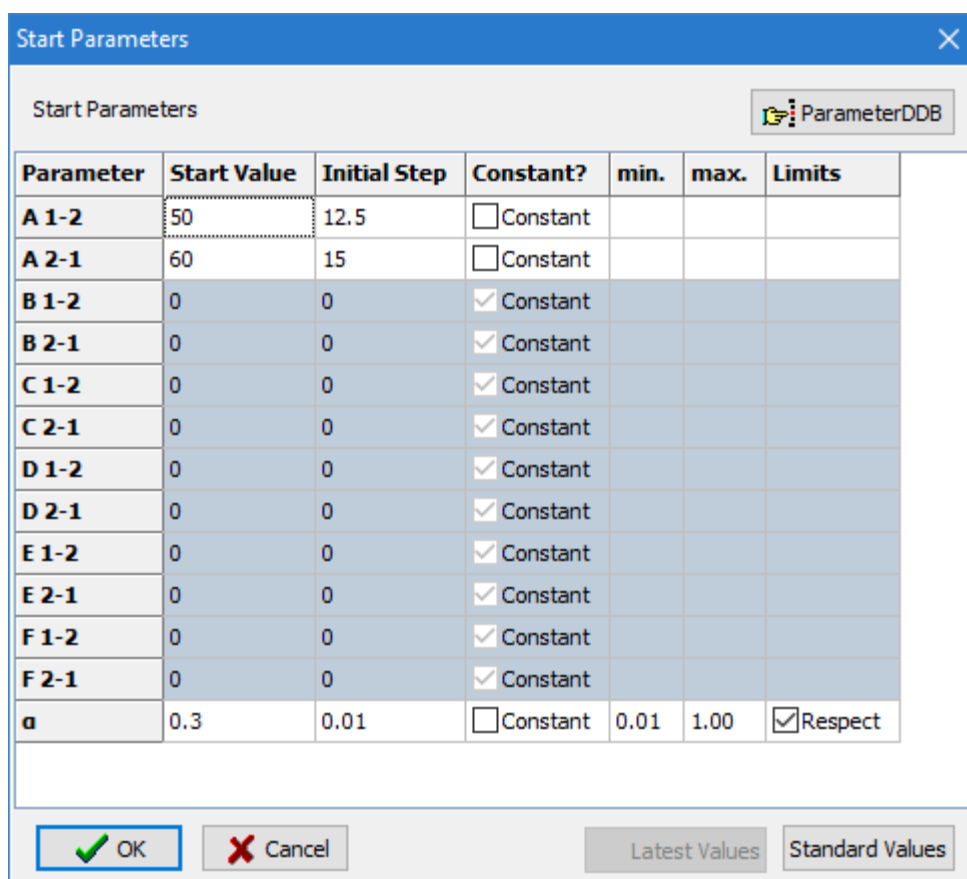 Start Parameters
Start Parameters ParameterDDB
Parameter Start Value Initial Step Constant? min. max. Limits
A 1-2 50 12.5 Constant
A 2-1 60 15 Constant
B 1-2 0 0 Constant
B 2-1 0 0 Constant
C 1-2 0 0 Constant
C 2-1 0 0 Constant
D 1-2 0 0 Constant
D 2-1 0 0 Constant
E 1-2 0 0 Constant
E 2-1 0 0 Constant
F 1-2 0 0 Constant
F 2-1 0 0 Constant
α 0.3 0.01 Constant 0.01 1.00 Respect
OK Cancel Latest Values Standard Values